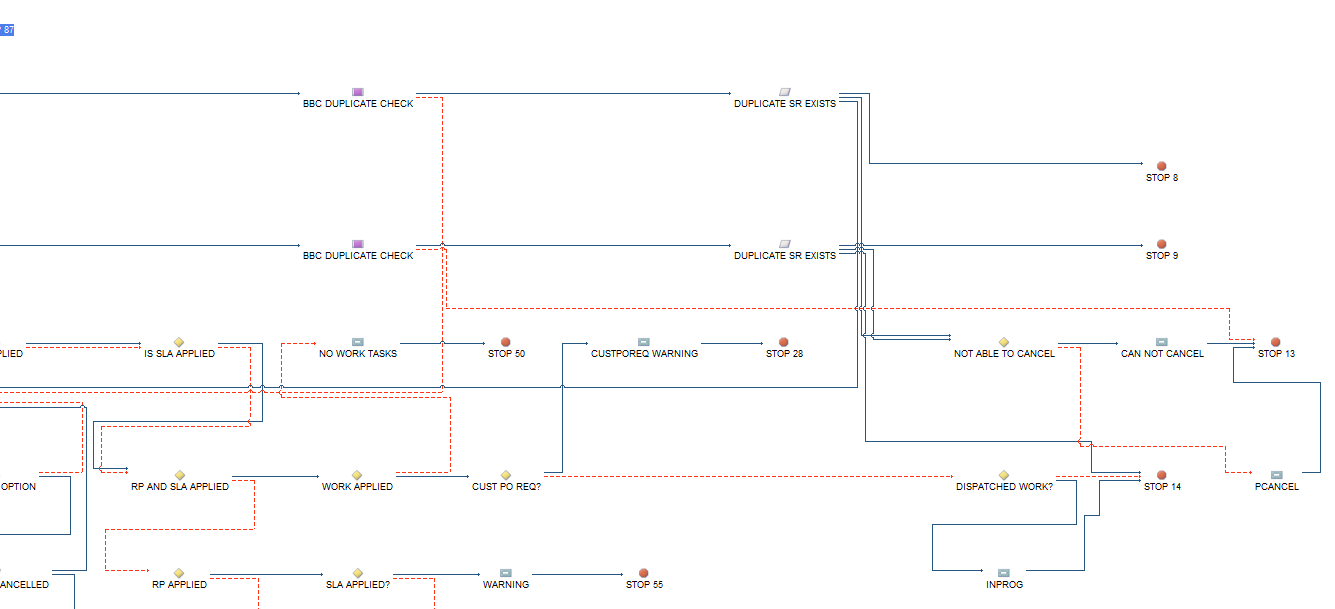 87
BBC DUPLICATE CHECK
DUPLICATE SR EXISTS
STOP 8
BBC DUPLICATE CHECK
DUPLICATE SR EXISTS
STOP 9
PLIED
IS SLA APPLIED
NO WORK TASKS
STOP 50
CUSTPOREQ WARNING
STOP 28
NOT ABLE TO CANCEL
CAN NOT CANCEL
STOP 13
OPTION
RP AND SLA APPLIED
WORK APPLIED
CUST PO REQ?
DISPATCHED WORK?
STOP 14
PCANCEL
ANCELLED
RP APPLIED
SLA APPLIED?
WARNING
STOP 55
INPROG